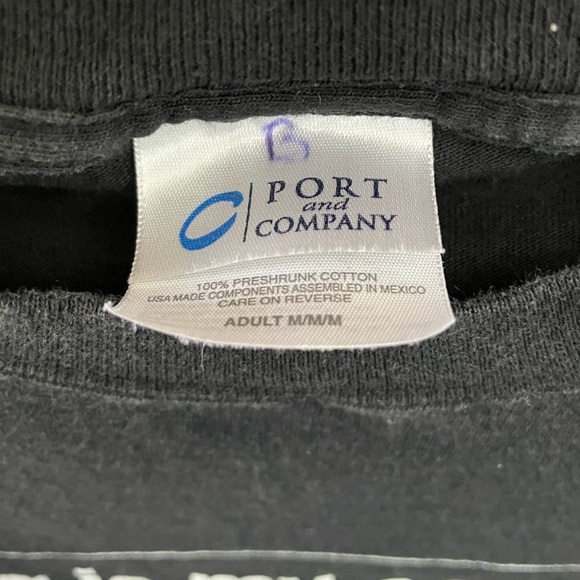 B
PORT
and
COMPANY
100% PRESHRUNK COTTON
USA MADE COMPONENTS ASSEMBLED IN MEXICO
CARE ON REVERSE
ADULT M/M/M